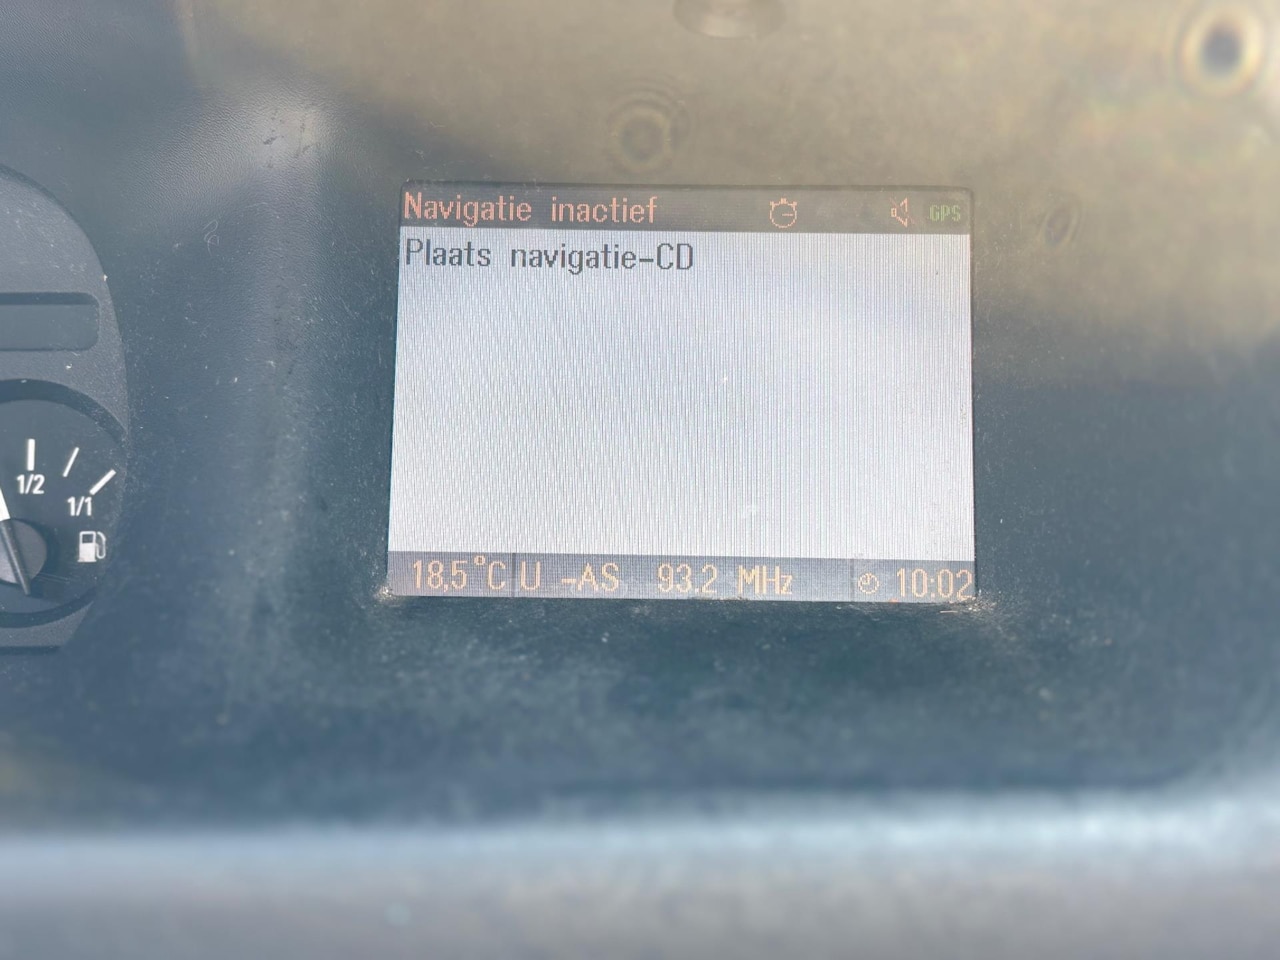 Navigatie inactief GPS
Plaats navigatie-CD
1/2
1/1
18,5°C U -AS 93.2 MHz 10:02